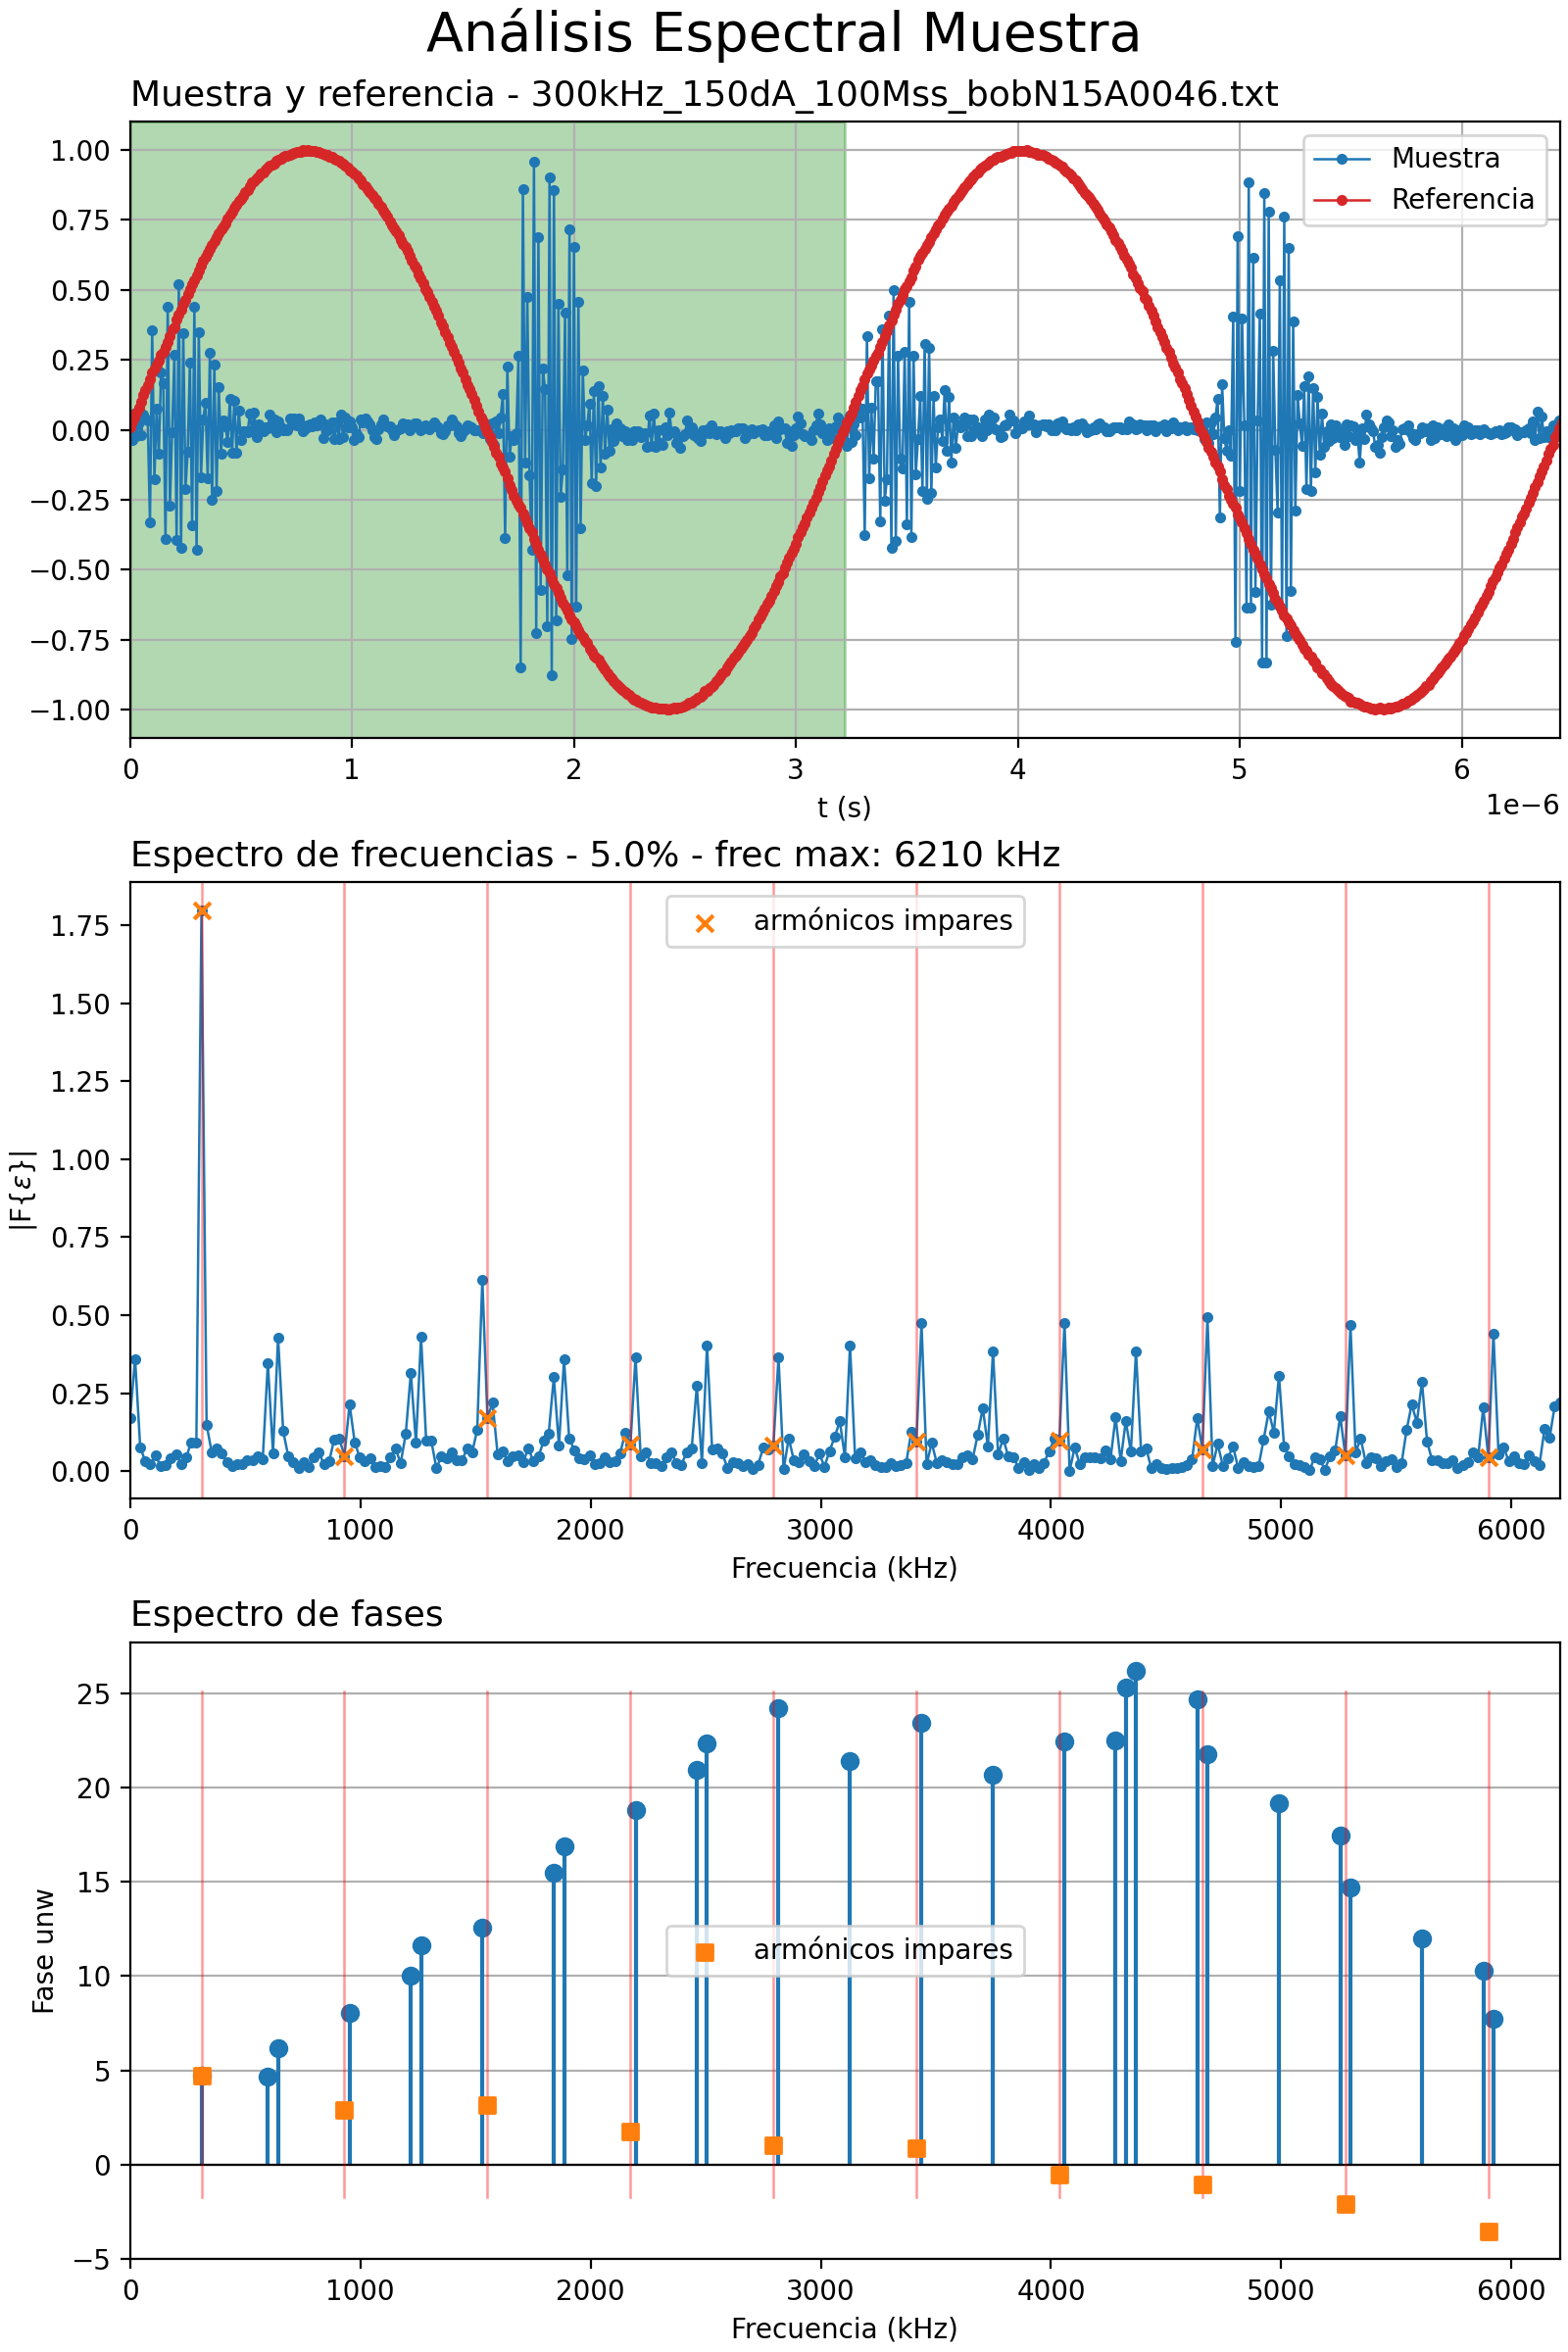 Análisis Espectral Muestra
Muestra y referencia - 300kHz_150dA_100Mss_bobN15A0046.txt
1.00
0.75
0.50
0.25
0.00
−0.25
−0.50
−0.75
−1.00
Muestra
Referencia
0 1 2 3 4 5 6
1e−6
t (s)
Espectro de frecuencias - 5.0% - frec max: 6210 kHz
|F{ε}|
1.75
1.50
1.25
1.00
0.75
0.50
0.25
0.00
armónicos impares
0 1000 2000 3000 4000 5000 6000
Frecuencia (kHz)
Espectro de fases
Fase unw
25
20
15
10
5
0
−5
armónicos impares
0 1000 2000 3000 4000 5000 6000
Frecuencia (kHz)